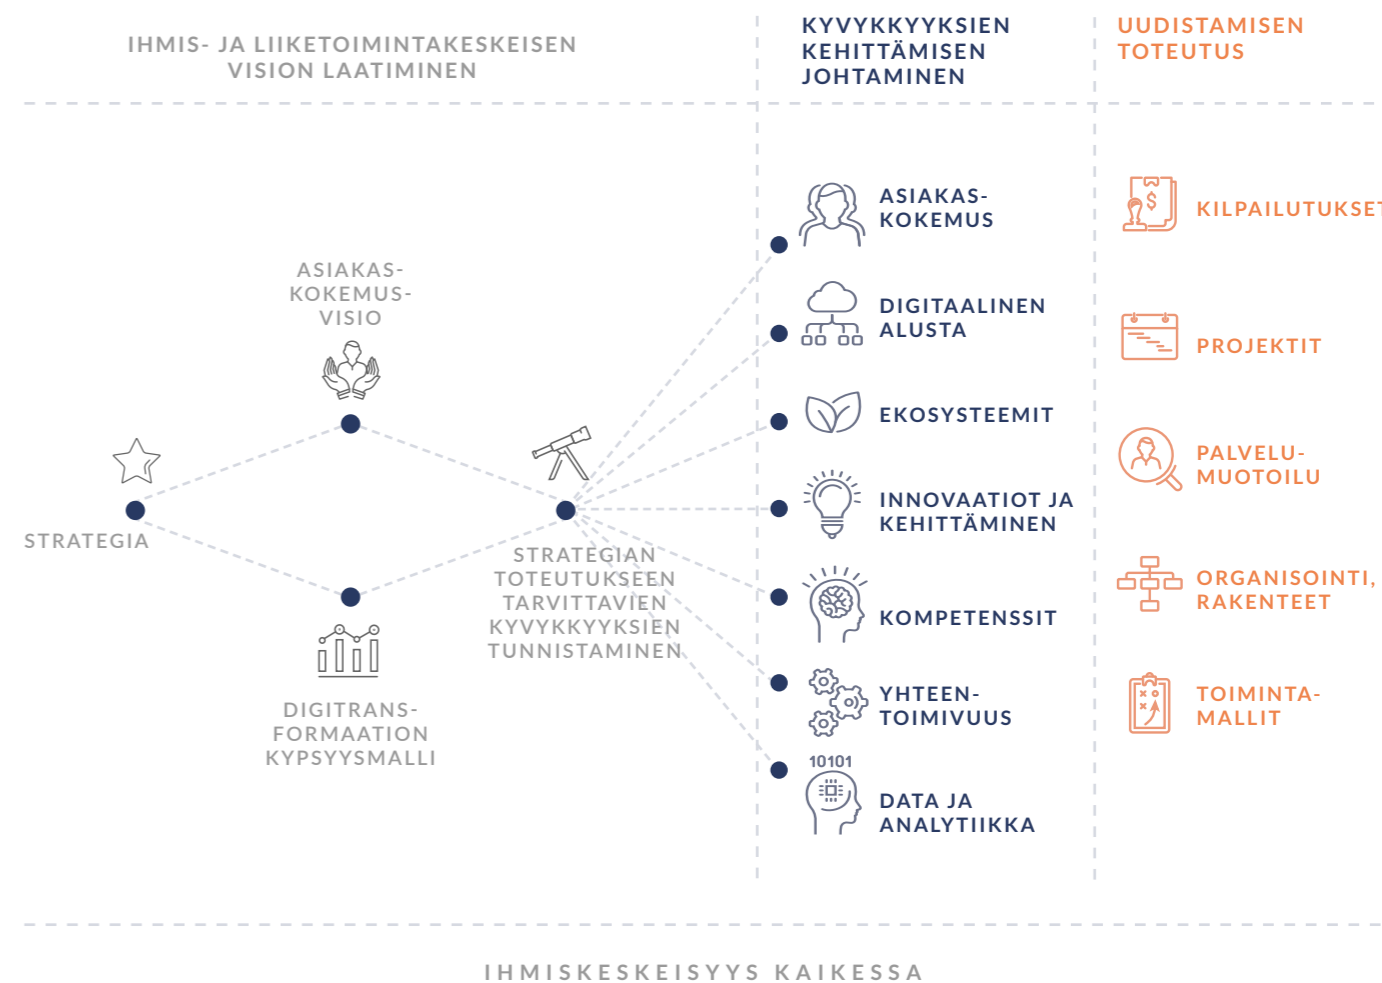 IHMIS- JA LIIKETOIMINTAKESKEISEN
VISION LAATIMINEN
KYVYKKYYKSIEN
KEHITTÄMISEN
JOHTAMINEN
UUDISTAMISEN
TOTEUTUS
STRATEGIA
ASIAKAS-
KOKEMUS-
VISIO
DIGITRANS-
FORMAATION
KYPSYYSMALLI
STRATEGIAN
TOTEUTUKSEEN
TARVITTAVIEN
KYVYKKYYKSIEN
TUNNISTAMINEN
ASIAKAS-
KOKEMUS
DIGITAALINEN
ALUSTA
EKOSYSTEEMIT
INNOVAATIOT JA
KEHITTÄMINEN
KOMPETENSSIT
YHTEEN-
TOIMIVUUS
10101
DATA JA
ANALYTIIKKA
$
KILPAILUTUKSET
PROJEKTIT
PALVELU-
MUOTOILU
ORGANISOINTI,
RAKENTEET
TOIMINTA-
MALLIT
IHMISKESKEISYYS KAIKESSA